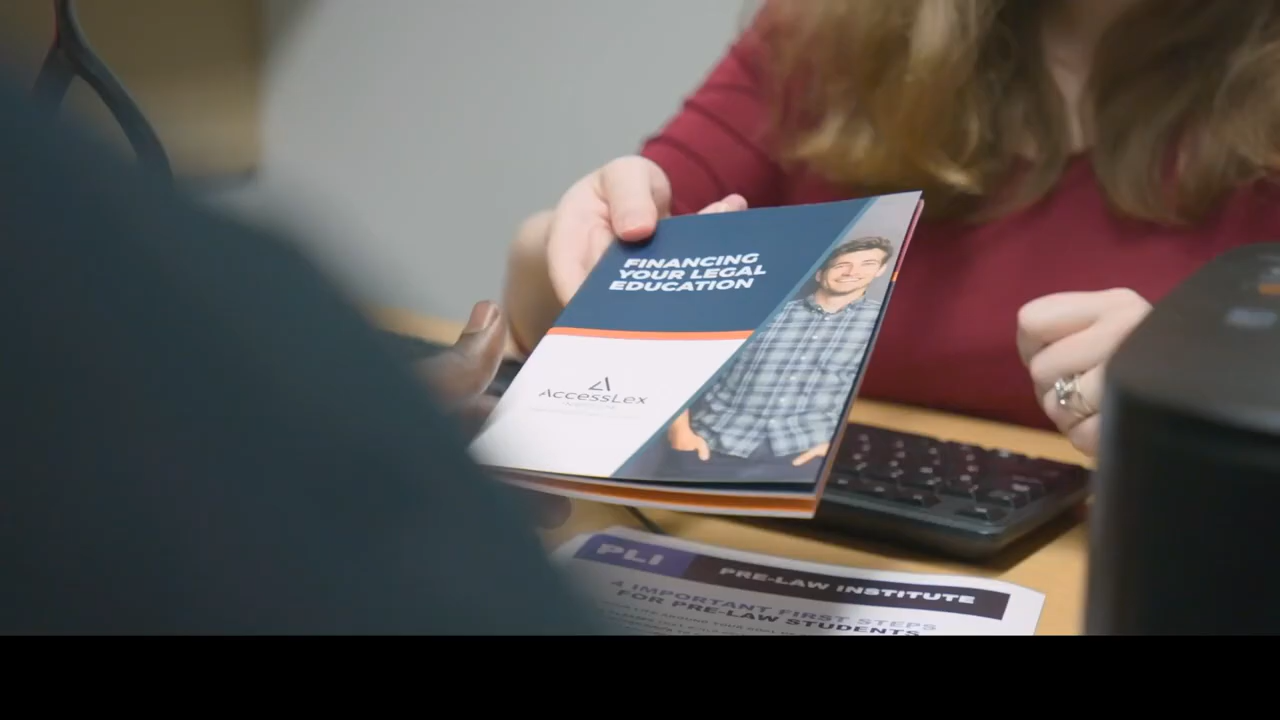 FINANCING
YOUR LEGAL
EDUCATION
AccessLex
PLI
PRE-LAW INSTITUTE
4 IMPORTANT FIRST STEPS
FOR PRE-LAW STUDENTS